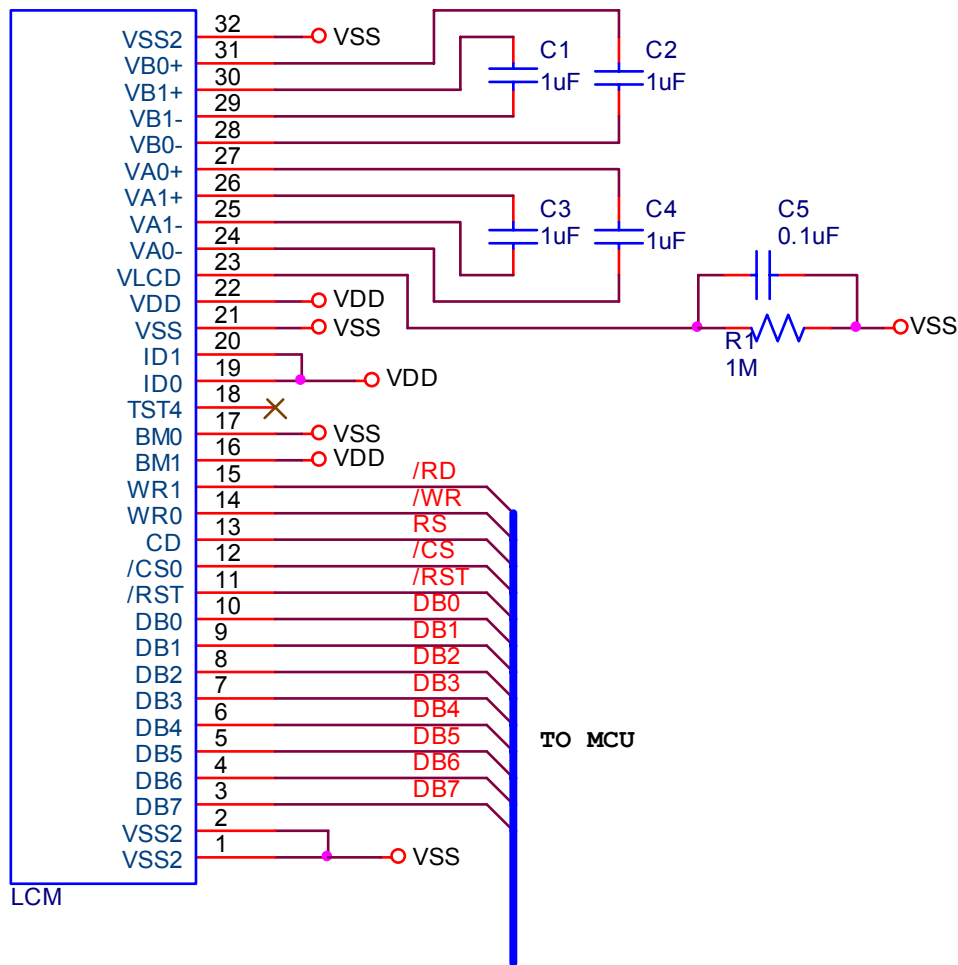 32
VSS2
VSS
31
VB0+
30
VB1+
29
VB1-
28
VB0-
C1
1uF
C2
1uF
27
VA0+
26
VA1+
25
VA1-
24
VA0-
C3
1uF
C4
1uF
C5
0.1uF
23
VLCD
22
VDD
VDD
21
VSS
VSS
R1
1M
VSS
20
ID1
19
ID0
VDD
18
TST4
17
BM0
VSS
16
BM1
VDD
15
WR1
/RD
14
WR0
/WR
13
CD
RS
12
/CS0
/CS
11
/RST
/RST
10
DB0
DB0
9
DB1
DB1
8
DB2
DB2
7
DB3
DB3
6
DB4
DB4
5
DB5
DB5
4
DB6
DB6
3
DB7
DB7
TO MCU
2
VSS2
1
VSS2
VSS
LCM